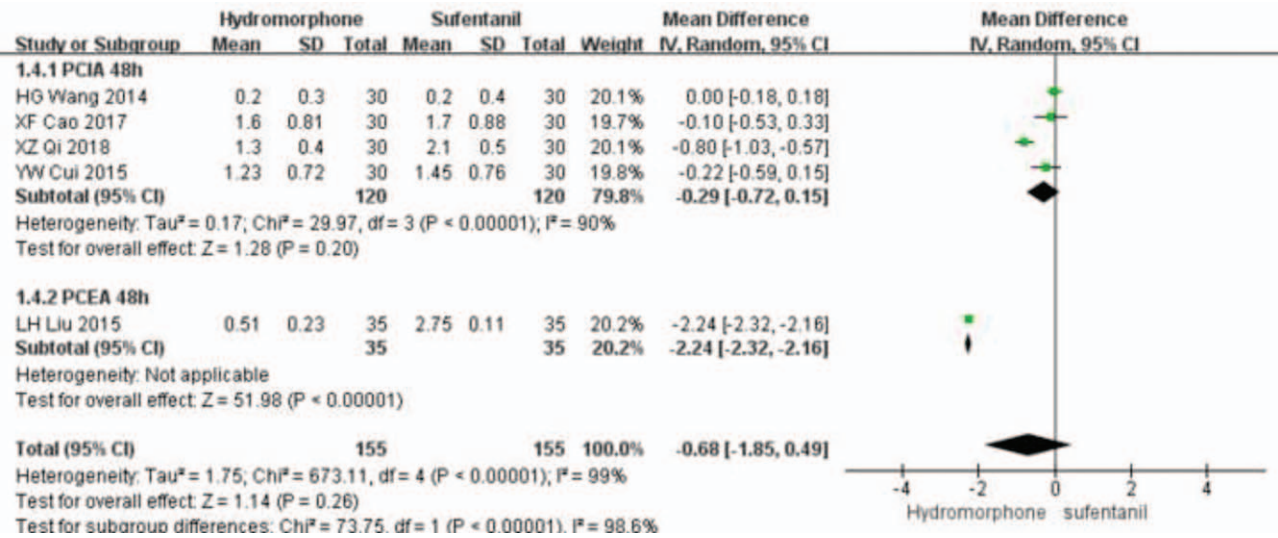 Hydromorphone Sufentanil Mean Difference Mean Difference
Study or Subgroup Mean SD Total Mean SD Total Weight IV, Random, 95% CI IV, Random, 95% CI
1.4.1 PCIA 48h
HG Wang 2014 0.2 0.3 30 0.2 0.4 30 20.1% 0.00 [-0.18, 0.18]
XF Cao 2017 1.6 0.81 30 1.7 0.88 30 19.7% -0.10 [-0.53, 0.33]
XZ Qi 2018 1.3 0.4 30 2.1 0.5 30 20.1% -0.80 [-1.03, -0.57]
YW Cui 2015 1.23 0.72 30 1.45 0.76 30 19.8% -0.22 [-0.59, 0.15]
Subtotal (95% CI) 120 120 79.8% -0.29 [-0.72, 0.15]
Heterogeneity: Tau² = 0.17; Chi² = 29.97, df = 3 (P < 0.00001); I² = 90%
Test for overall effect: Z = 1.28 (P = 0.20)
1.4.2 PCEA 48h
LH Liu 2015 0.51 0.23 35 2.75 0.11 35 20.2% -2.24 [-2.32, -2.16]
Subtotal (95% CI) 35 35 20.2% -2.24 [-2.32, -2.16]
Heterogeneity: Not applicable
Test for overall effect: Z = 51.98 (P < 0.00001)
Total (95% CI) 155 155 100.0% -0.68 [-1.85, 0.49]
Heterogeneity: Tau² = 1.75; Chi² = 673.11, df = 4 (P < 0.00001); I² = 99%
Test for overall effect: Z = 1.14 (P = 0.26)
Test for subgroup differences: Chi² = 73.75, df = 1 (P < 0.00001), I² = 98.6%
-4 -2 0 2 4
Hydromorphone sufentanil